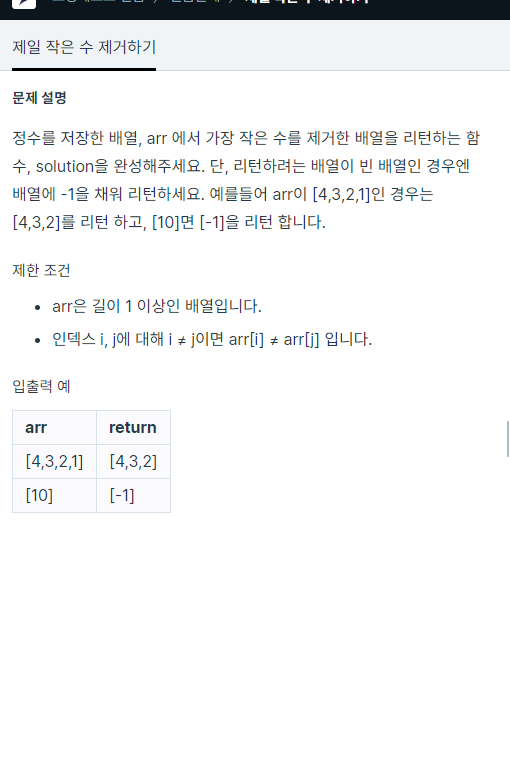 제일 작은 수 제거하기
문제 설명
정수를 저장한 배열, arr 에서 가장 작은 수를 제거한 배열을 리턴하는 함
수, solution을 완성해주세요. 단, 리턴하려는 배열이 빈 배열인 경우엔
배열에 -1을 채워 리턴하세요. 예를들어 arr이 [4,3,2,1]인 경우는
[4,3,2]를 리턴 하고, [10]면 [-1]을 리턴 합니다.
제한 조건
• arr은 길이 1 이상인 배열입니다.
• 인덱스 i, j에 대해 i ≠ j이면 arr[i] ≠ arr[j] 입니다.
입출력 예
arr return
[4,3,2,1] [4,3,2]
[10] [-1]